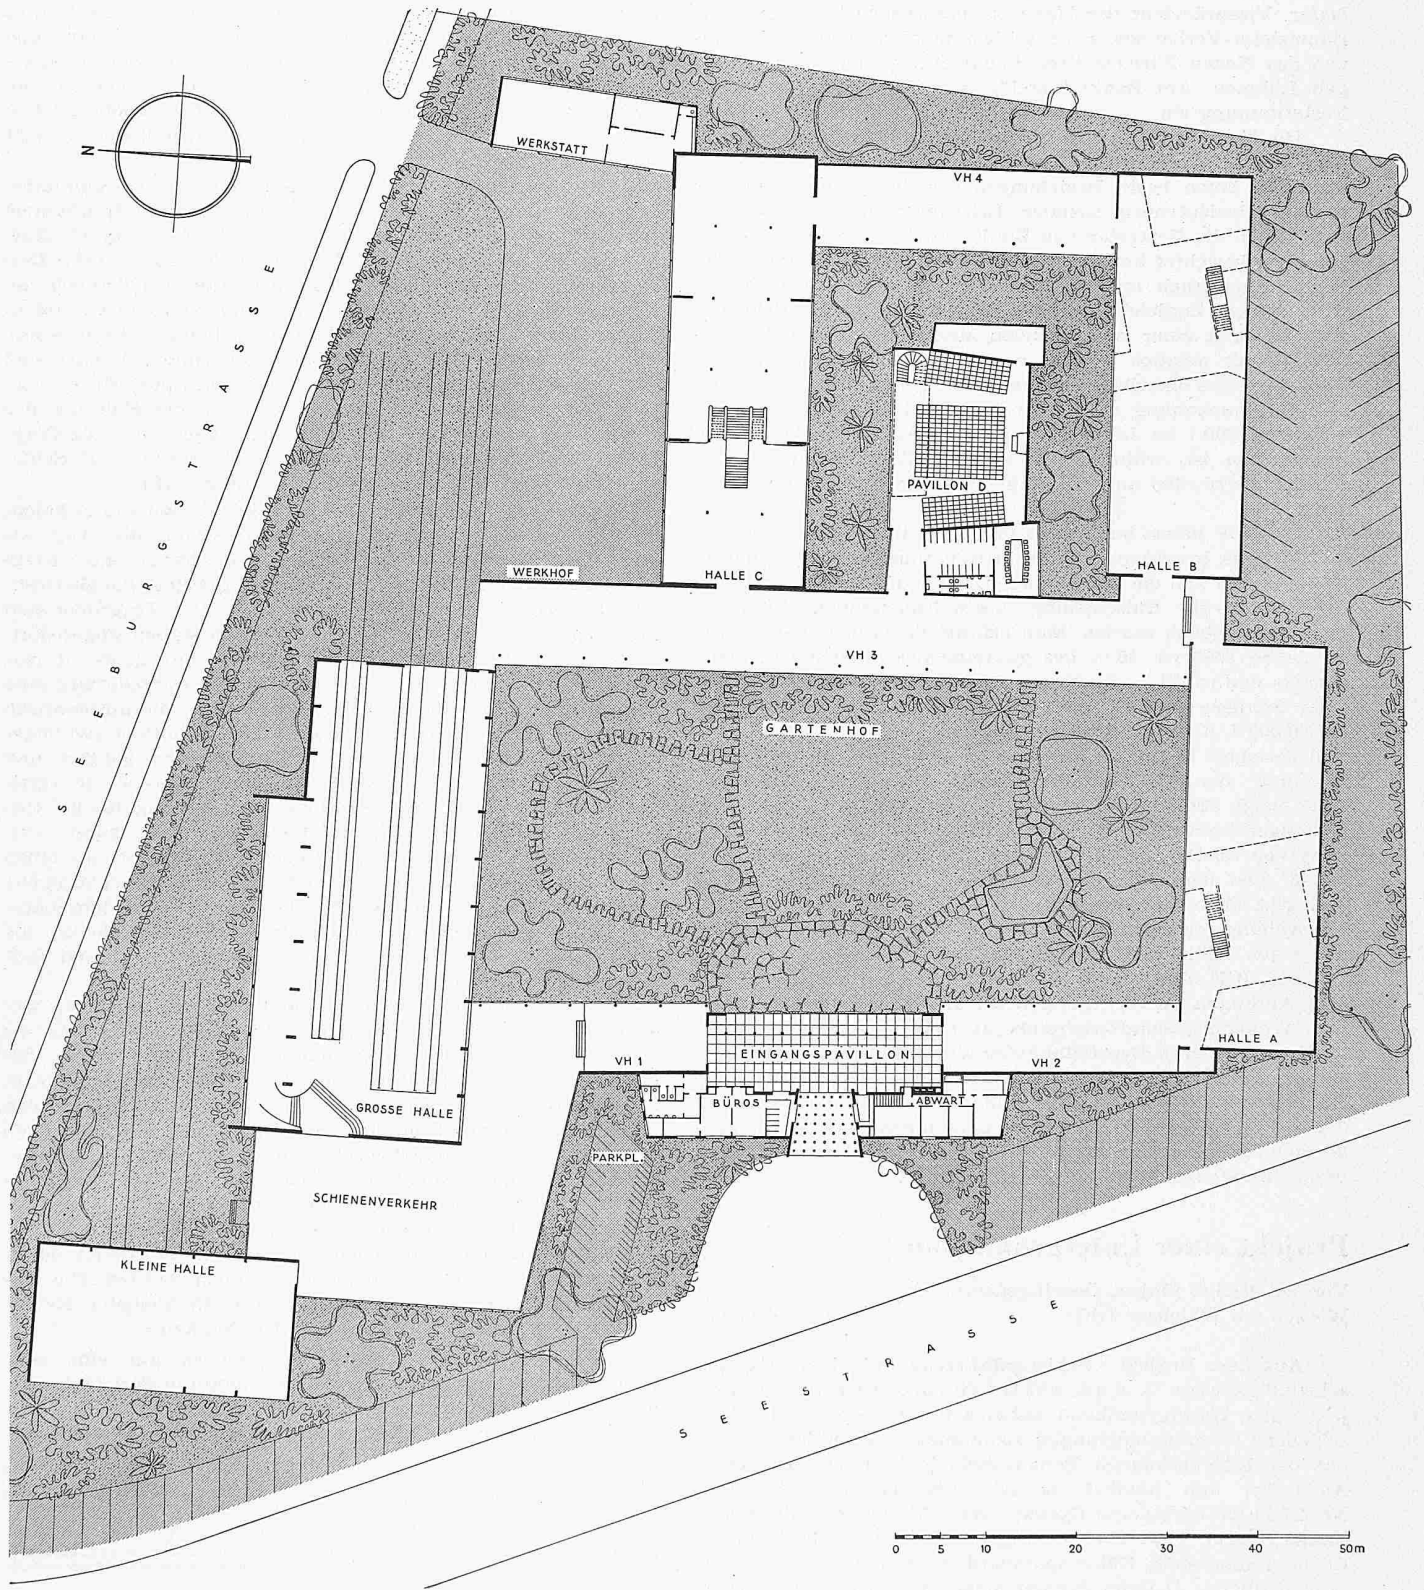 N
WERKSTATT
VH 4
SEEBURGSTRASSE
PAVILLON D
HALLE B
WERKHOF
HALLE C
VH 3
GARTENHOF
HALLE A
EINGANGSPAVILLON
VH 1
VH 2
BÜROS
ABWART
GROSSE HALLE
PARKPL.
SCHIENENVERKEHR
KLEINE HALLE
SEESTRASSE
0 5 10 20 30 40 50m